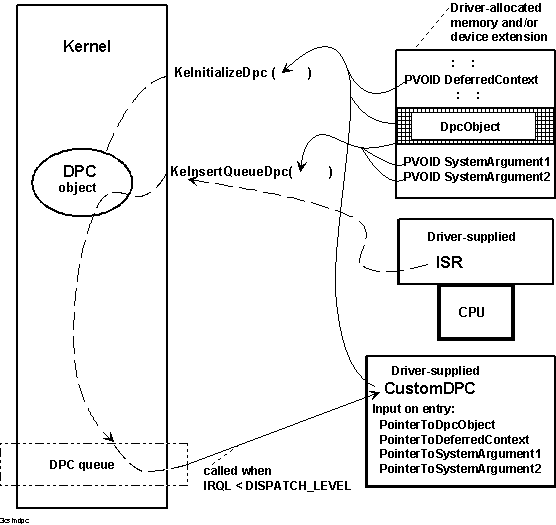 Kernel
KeInitializeDpc ( )
DPC
object
KeInsertQueueDpc( )
DPC queue
called when
IRQL < DISPATCH_LEVEL
Driver-allocated
memory and/or
device extension
: :
PVOID DeferredContext
: :
DpcObject
PVOID SystemArgument1
PVOID SystemArgument2
Driver-supplied
ISR
CPU
Driver-supplied
CustomDPC
Input on entry:
PointerToDpcObject
PointerToDeferredContext
PointerToSystemArgument1
PointerToSystemArgument2